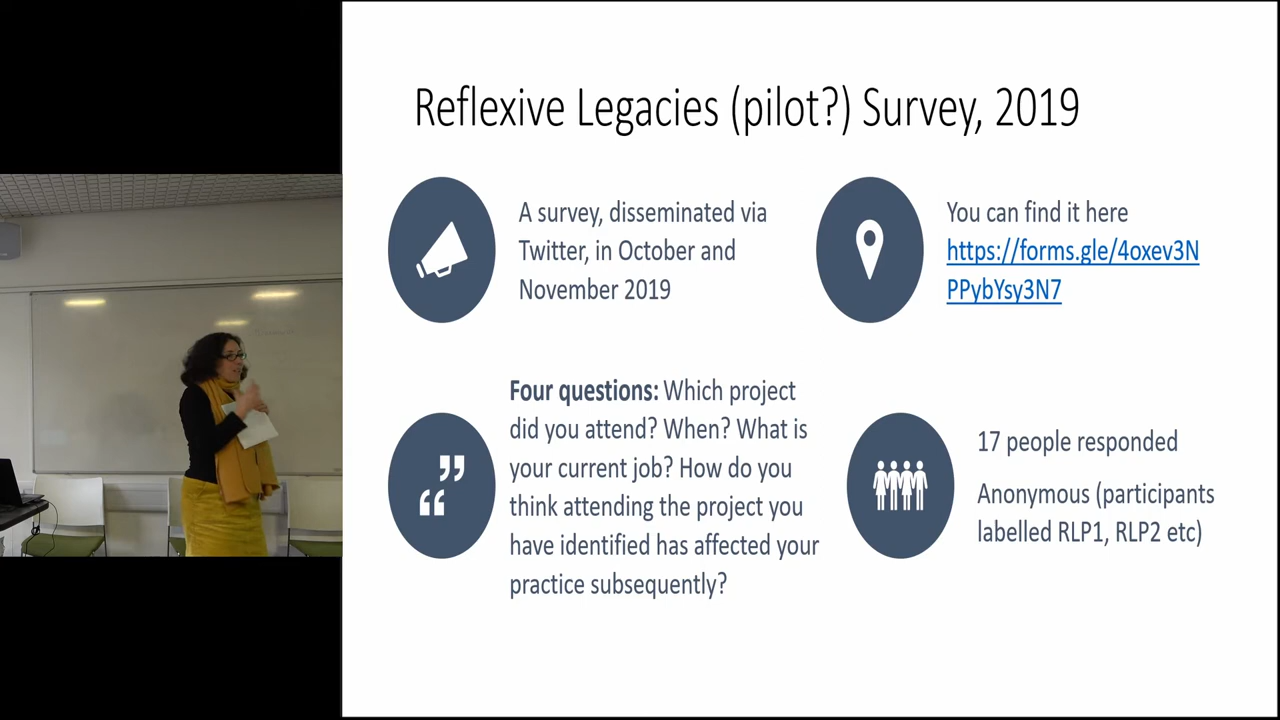 Reflexive Legacies (pilot?) Survey, 2019
A survey, disseminated via
Twitter, in October and
November 2019
You can find it here
https://forms.gle/4oxev3N
PPybYsy3N7
Four questions: Which project
did you attend? When? What is
your current job? How do you
think attending the project you
have identified has affected your
practice subsequently?
17 people responded
Anonymous (participants
labelled RLP1, RLP2 etc)